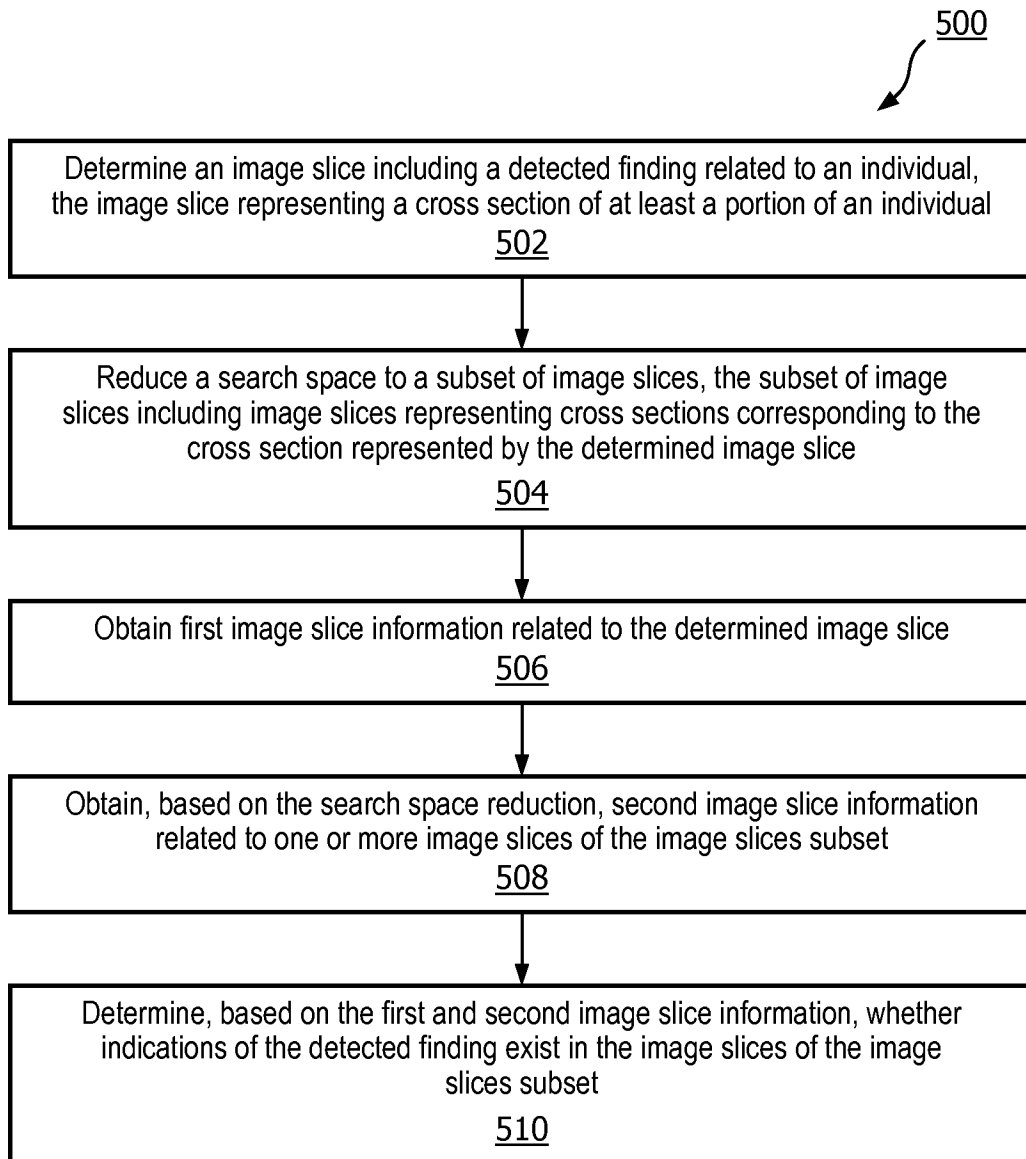 500
Determine an image slice including a detected finding related to an individual,
the image slice representing a cross section of at least a portion of an individual
502
Reduce a search space to a subset of image slices, the subset of image
slices including image slices representing cross sections corresponding to the
cross section represented by the determined image slice
504
Obtain first image slice information related to the determined image slice
506
Obtain, based on the search space reduction, second image slice information
related to one or more image slices of the image slices subset
508
Determine, based on the first and second image slice information, whether
indications of the detected finding exist in the image slices of the image
slices subset
510